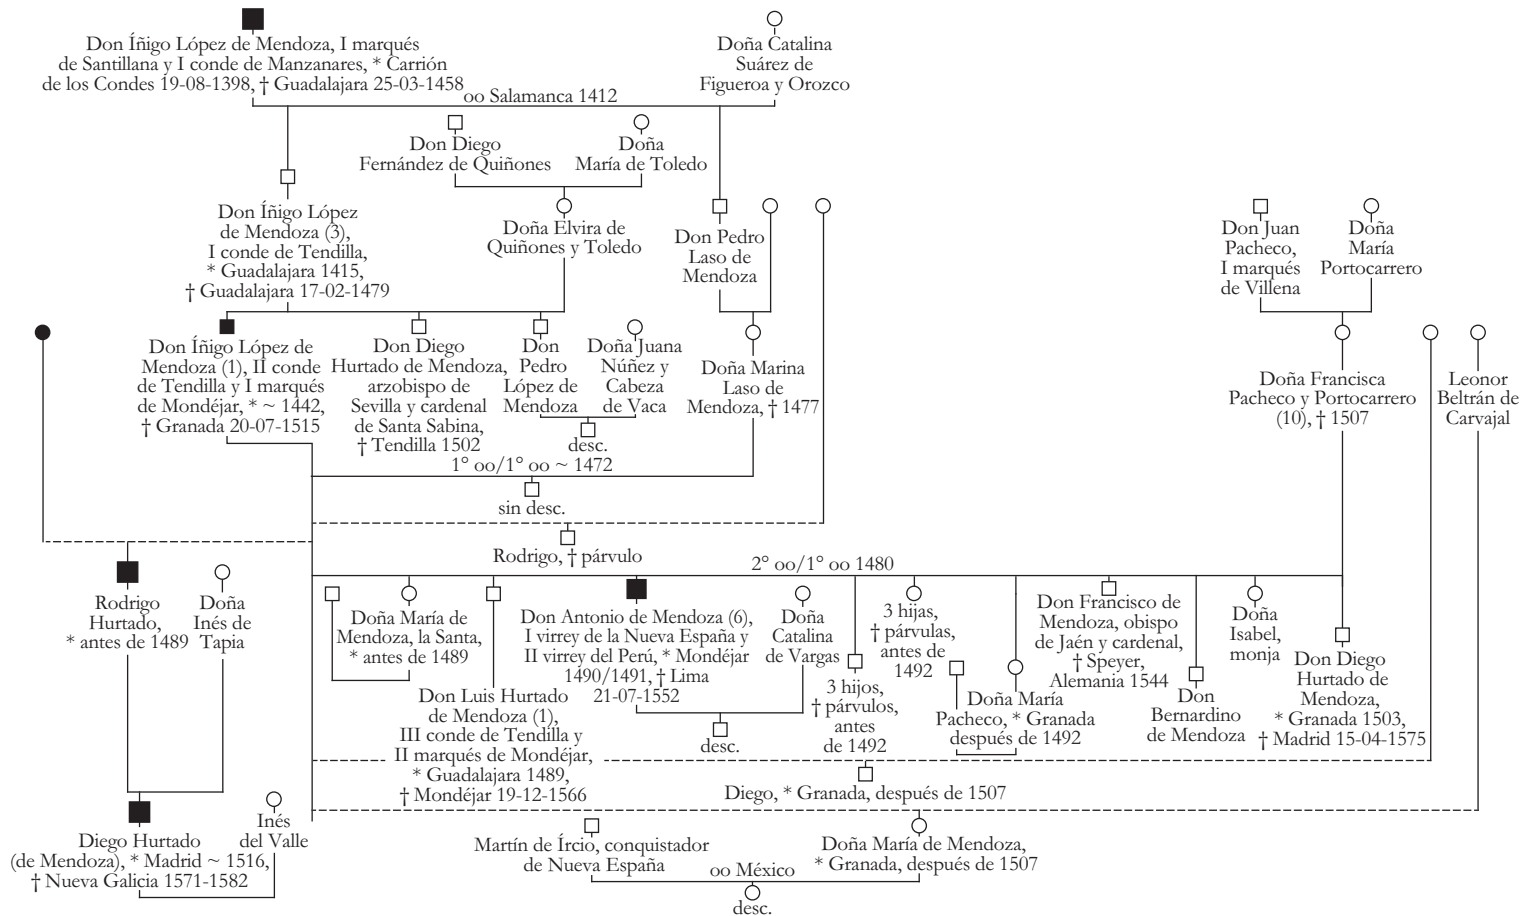 Don Íñigo López de Mendoza, I marqués
de Santillana y I conde de Manzanares, * Carrión
de los Condes 19-08-1398, † Guadalajara 25-03-1458
Doña Catalina
Suárez de
Figueroa y Orozco
oo Salamanca 1412
Don Diego
Fernández de Quiñones
Doña
María de Toledo
Don Íñigo López
de Mendoza (3),
I conde de Tendilla,
* Guadalajara 1415,
† Guadalajara 17-02-1479
Doña Elvira de
Quiñones y Toledo
Don Pedro
Laso de
Mendoza
Don Juan
Pacheco,
I marqués
de Villena
Doña
María
Portocarrero
Don Íñigo López de
Mendoza (1), II conde
de Tendilla y I marqués
de Mondéjar, * ~ 1442,
† Granada 20-07-1515
Don Diego
Hurtado de Mendoza,
arzobispo de
Sevilla y cardenal
de Santa Sabina,
† Tendilla 1502
Don
Pedro
López de
Mendoza
Doña Juana
Núñez y
Cabeza
de Vaca
desc.
Doña Marina
Laso de
Mendoza, † 1477
Doña Francisca
Pacheco y Portocarrero
(10), † 1507
Leonor
Beltrán de
Carvajal
1° oo/1° oo ~ 1472
sin desc.
Rodrigo, † párvulo
2° oo/1° oo 1480
Rodrigo
Hurtado,
* antes de 1489
Doña
Inés de
Tapia
Doña María de
Mendoza, la Santa,
* antes de 1489
Don Luis Hurtado
de Mendoza (1),
III conde de Tendilla y
II marqués de Mondéjar,
* Guadalajara 1489,
† Mondéjar 19-12-1566
Don Antonio de Mendoza (6),
I virrey de la Nueva España y
II virrey del Perú, * Mondéjar
1490/1491, † Lima
21-07-1552
Doña
Catalina
de Vargas
desc.
3 hijos,
† párvulos,
antes
de 1492
3 hijas,
† párvulas,
antes de
1492
Doña María
Pacheco, * Granada
después de 1492
Don Francisco de
Mendoza, obispo
de Jaén y cardenal,
† Speyer,
Alemania 1544
Don
Bernardino
de Mendoza
Doña
Isabel,
monja
Don Diego
Hurtado de
Mendoza,
* Granada 1503,
† Madrid 15-04-1575
Diego, * Granada, después de 1507
Diego Hurtado
(de Mendoza), * Madrid ~ 1516,
† Nueva Galicia 1571-1582
Inés
del Valle
Martín de Írcio, conquistador
de Nueva España
Doña María de Mendoza,
* Granada, después de 1507
oo México
desc.